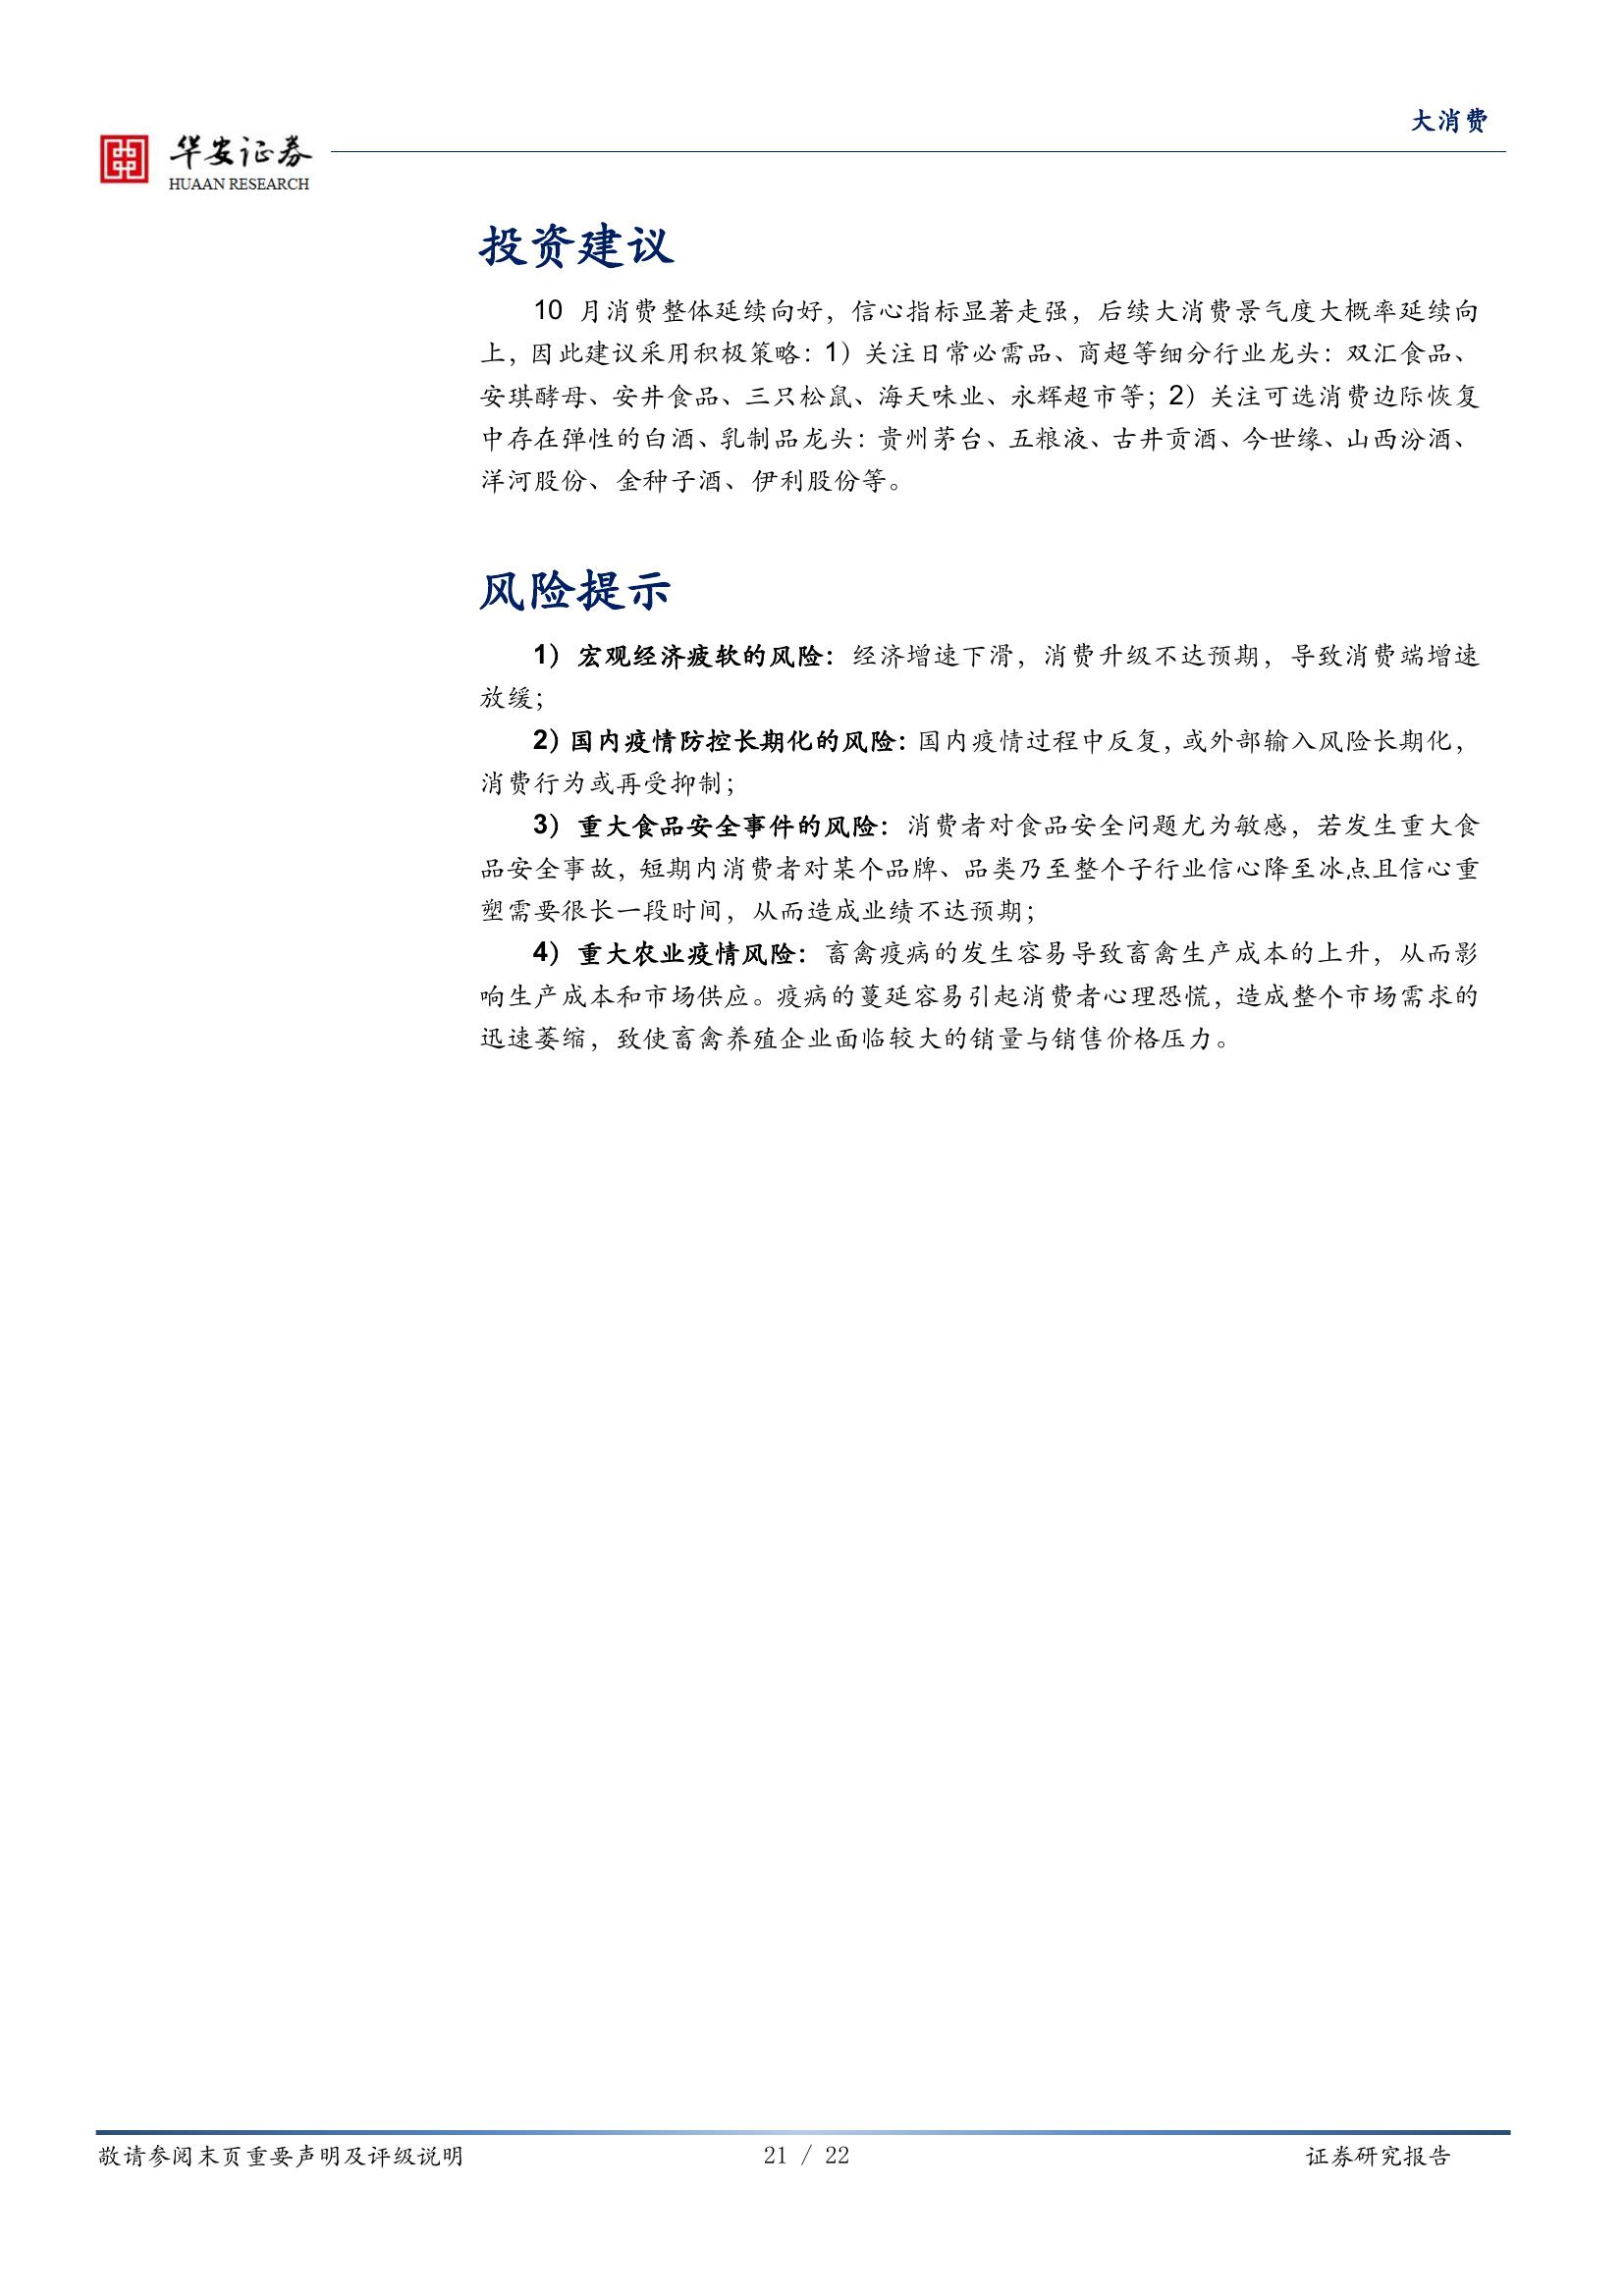 大消费
华安证券
HUAAN RESEARCH
投资建议
10 月消费整体延续向好，信心指标显著走强，后续大消费景气度大概率延续向
上，因此建议采用积极策略：1）关注日常必需品、商超等细分行业龙头：双汇食品、
安琪酵母、安井食品、三只松鼠、海天味业、永辉超市等；2）关注可选消费边际恢复
中存在弹性的白酒、乳制品龙头：贵州茅台、五粮液、古井贡酒、今世缘、山西汾酒、
洋河股份、金种子酒、伊利股份等。
风险提示
1）宏观经济疲软的风险：经济增速下滑，消费升级不达预期，导致消费端增速
放缓；
2）国内疫情防控长期化的风险：国内疫情过程中反复，或外部输入风险长期化，
消费行为或再受抑制；
3）重大食品安全事件的风险：消费者对食品安全问题尤为敏感，若发生重大食
品安全事故，短期内消费者对某个品牌、品类乃至整个子行业信心降至冰点且信心重
塑需要很长一段时间，从而造成业绩不达预期；
4）重大农业疫情风险：畜禽疫病的发生容易导致畜禽生产成本的上升，从而影
响生产成本和市场供应。疫病的蔓延容易引起消费者心理恐慌，造成整个市场需求的
迅速萎缩，致使畜禽养殖企业面临较大的销量与销售价格压力。
敬请参阅末页重要声明及评级说明
21 / 22
证券研究报告